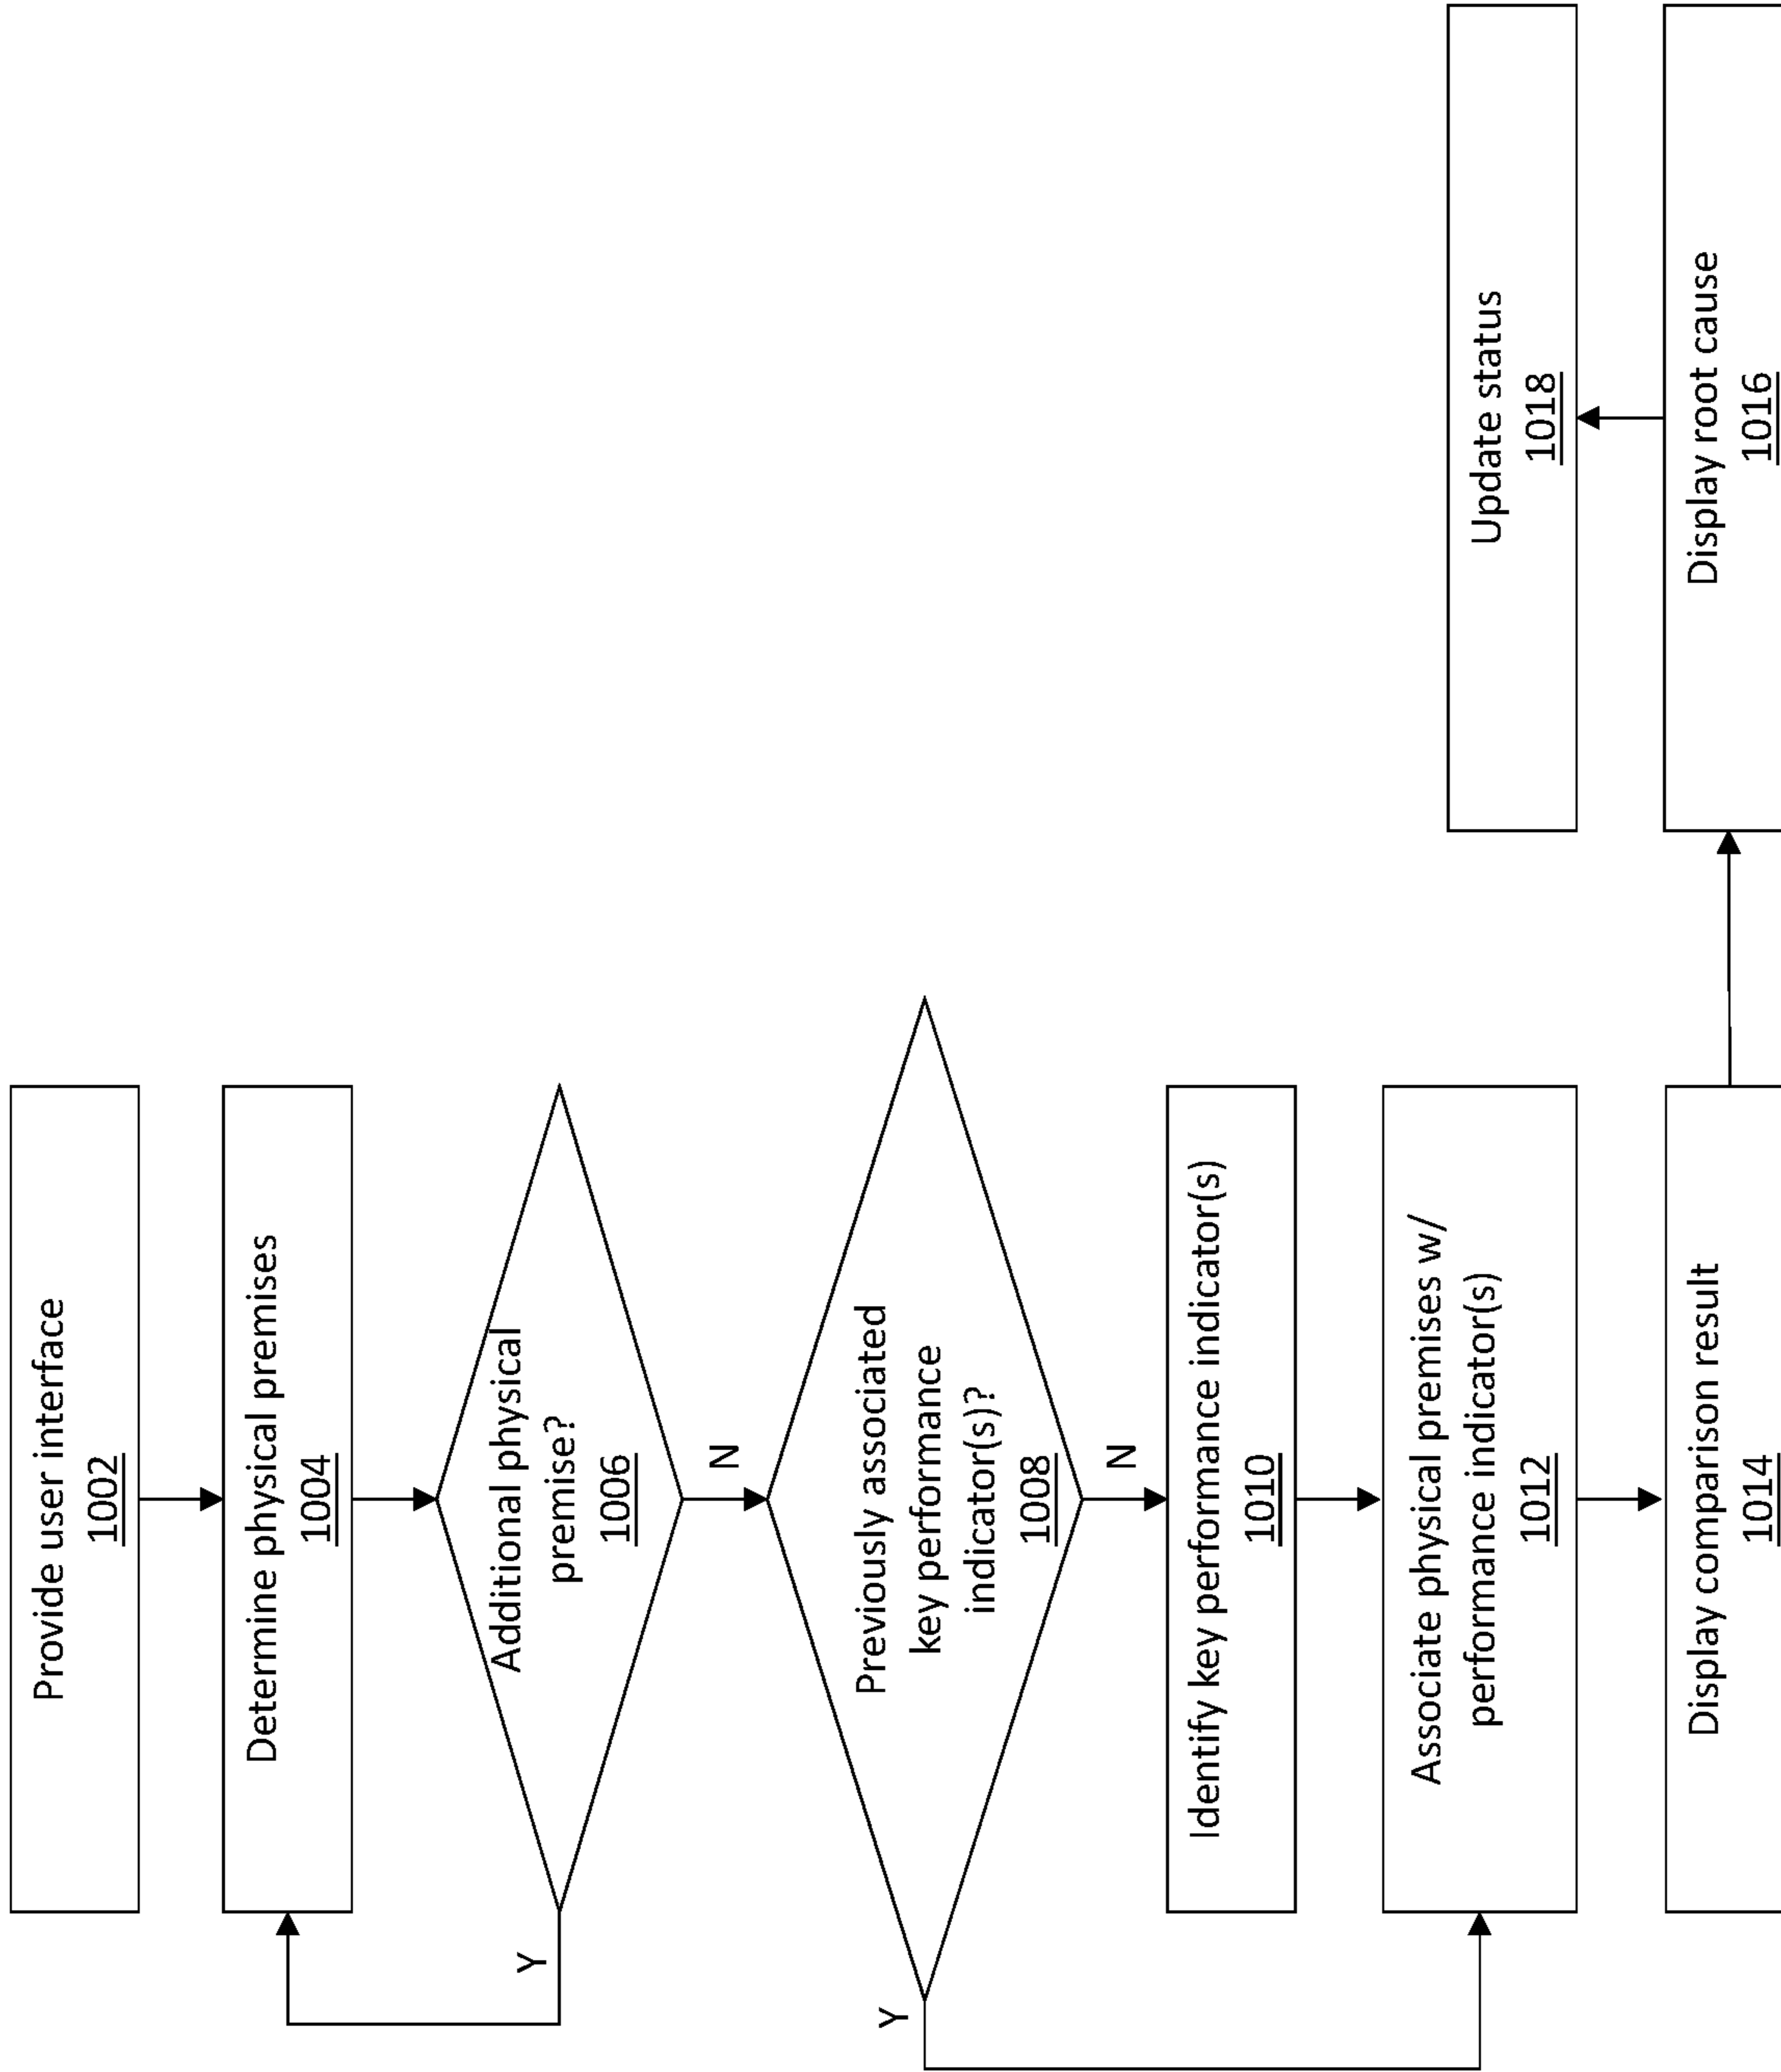 Provide user interface
1002
Determine physical premises
1004
Additional physical
premise?
1006
Y
N
Previously associated
key performance
indicator(s)?
1008
Y
N
Identify key performance indicator(s)
1010
Associate physical premises w/
performance indicator(s)
1012
Display comparison result
1014
Display root cause
1016
Update status
1018